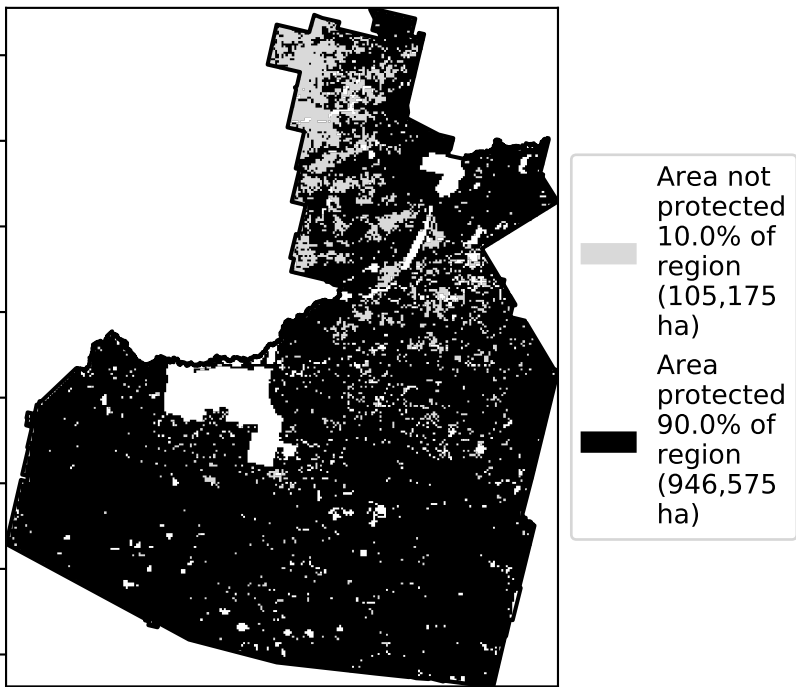 Area not
protected
10.0% of
region
(105,175
ha)
Area
protected
90.0% of
region
(946,575
ha)